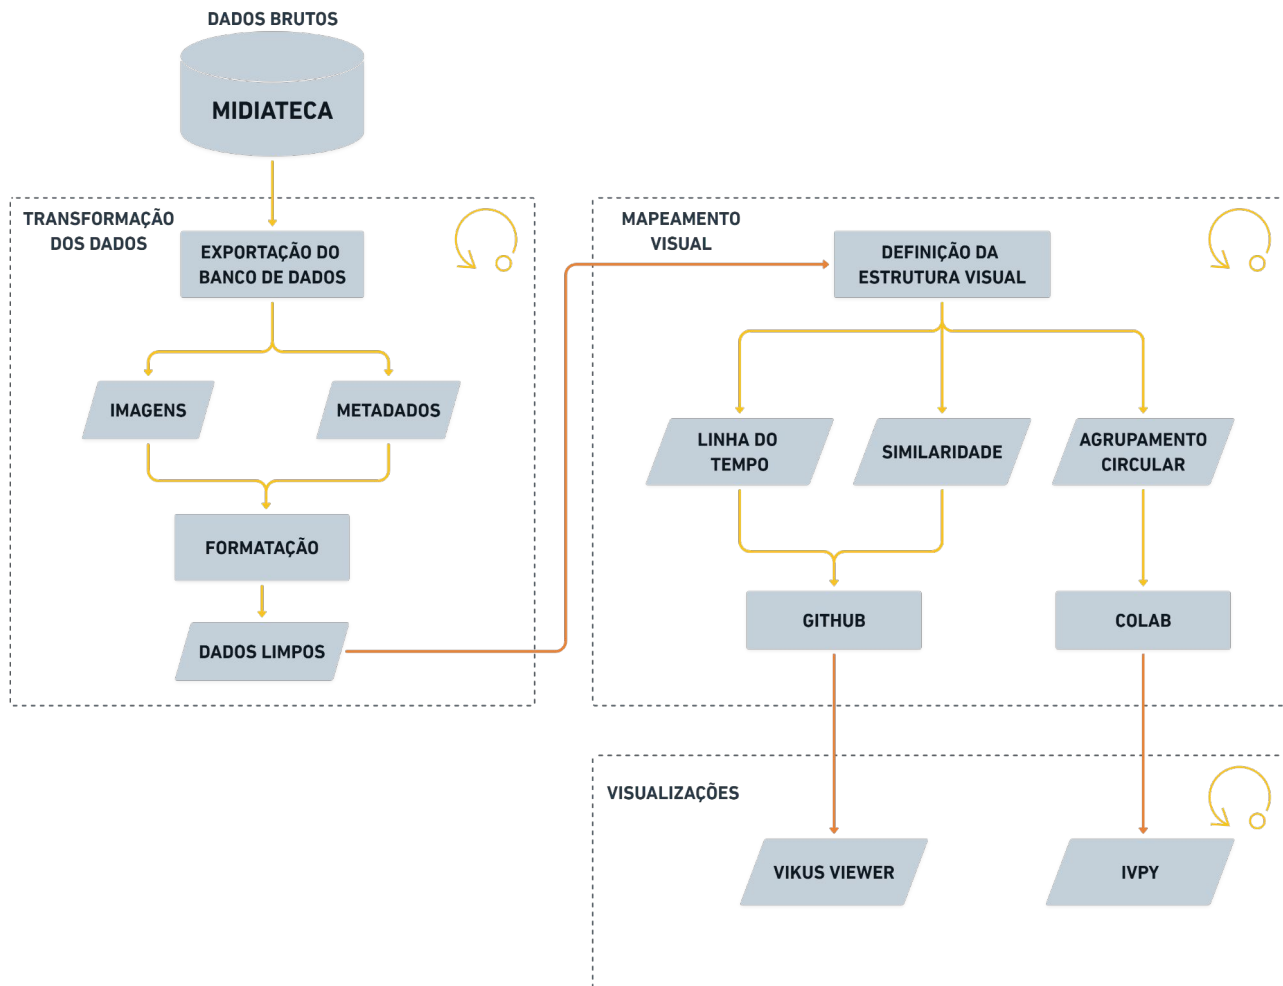 DADOS BRUTOS
MIDIATECA
TRANSFORMAÇÃO
DOS DADOS
EXPORTAÇÃO DO
BANCO DE DADOS
IMAGENS
METADADOS
FORMATAÇÃO
DADOS LIMPOS
MAPEAMENTO
VISUAL
DEFINIÇÃO DA
ESTRUTURA VISUAL
LINHA DO
TEMPO
SIMILARIDADE
AGRUPAMENTO
CIRCULAR
GITHUB
COLAB
VISUALIZAÇÕES
VIKUS VIEWER
IVPY